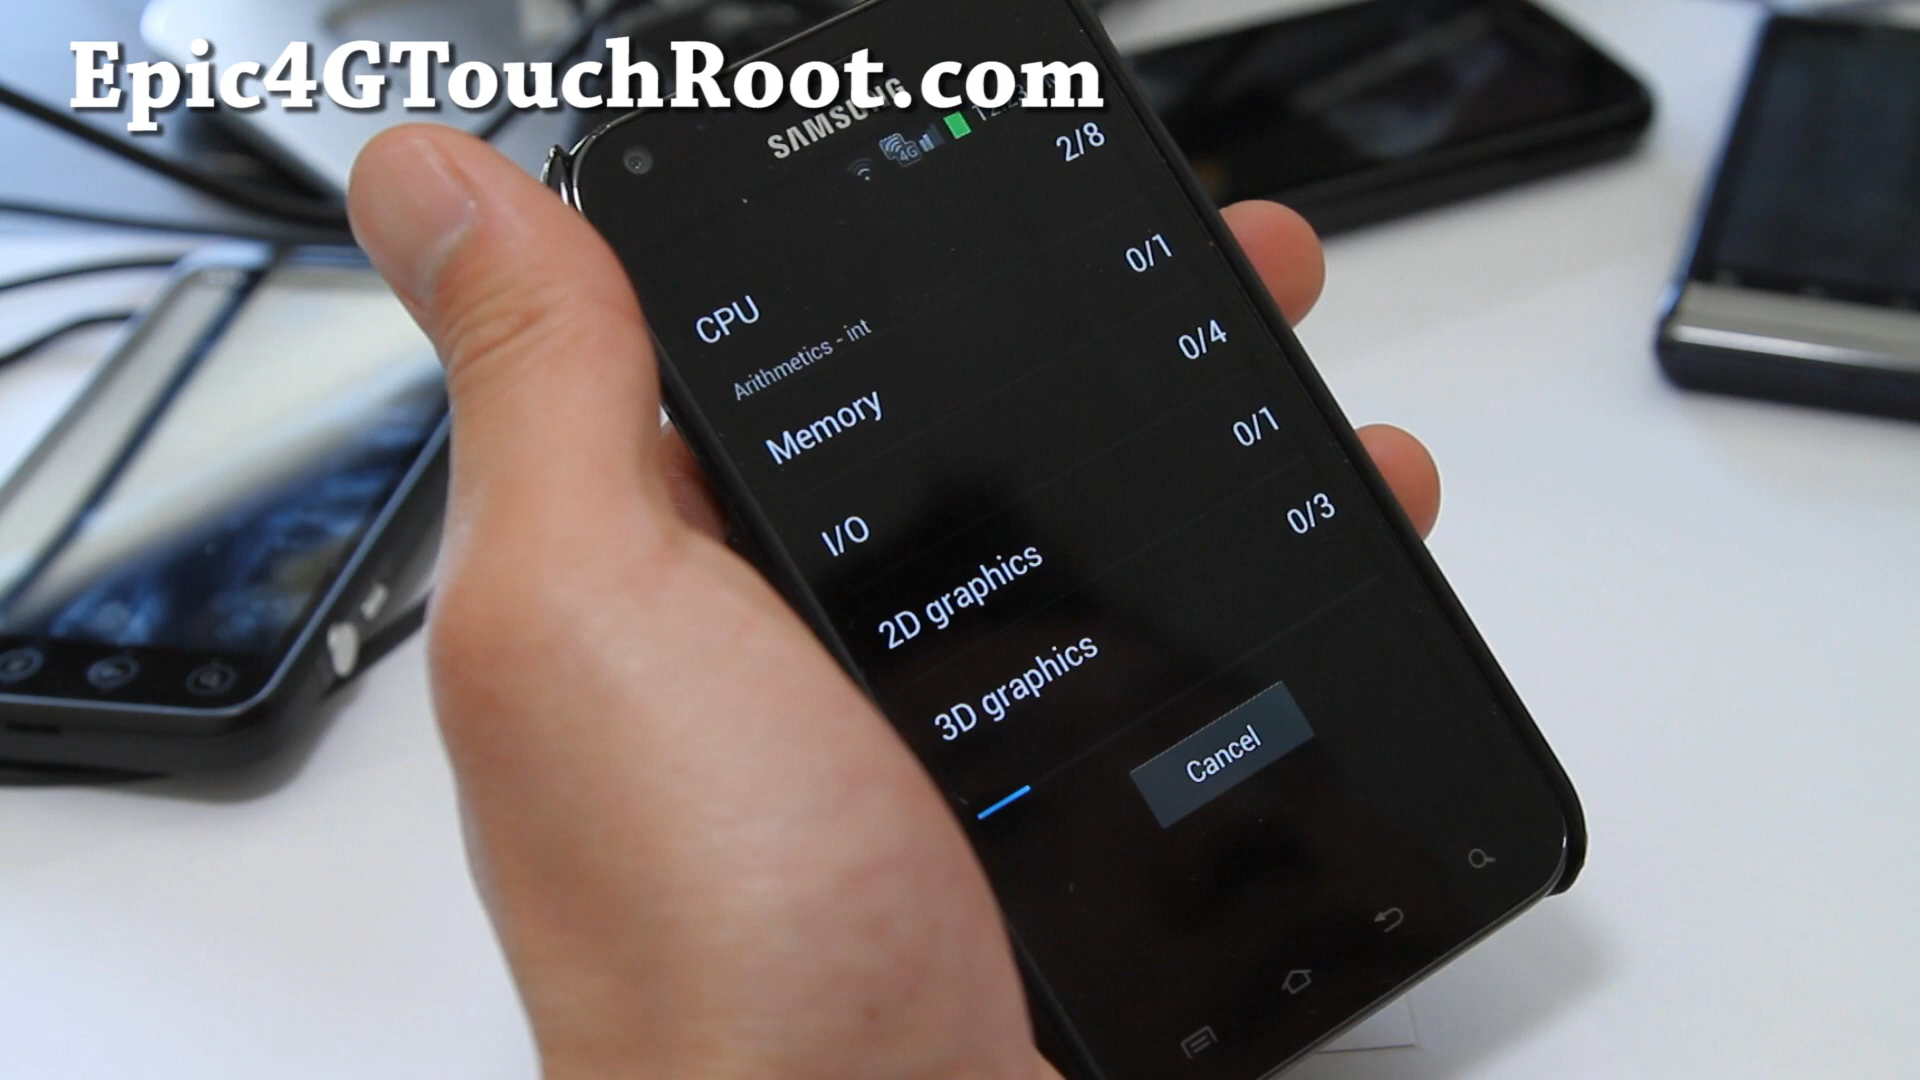 Epic4GTouchRoot.com
SAMSUNG
4G
2/8
CPU
0/1
Arithmetics - int
Memory
0/4
I/O
0/1
2D graphics
0/3
3D graphics
Cancel